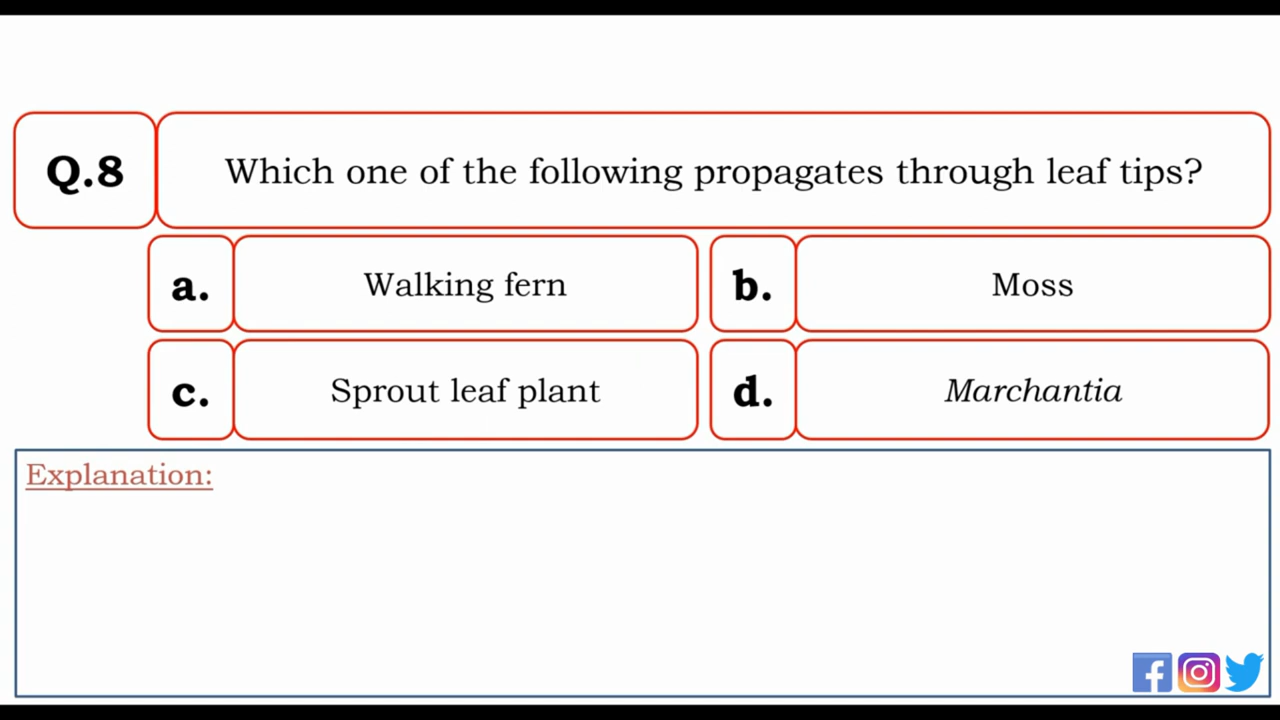 Q.8 Which one of the following propagates through leaf tips?
a. Walking fern b. Moss
c. Sprout leaf plant d. Marchantia
Explanation: